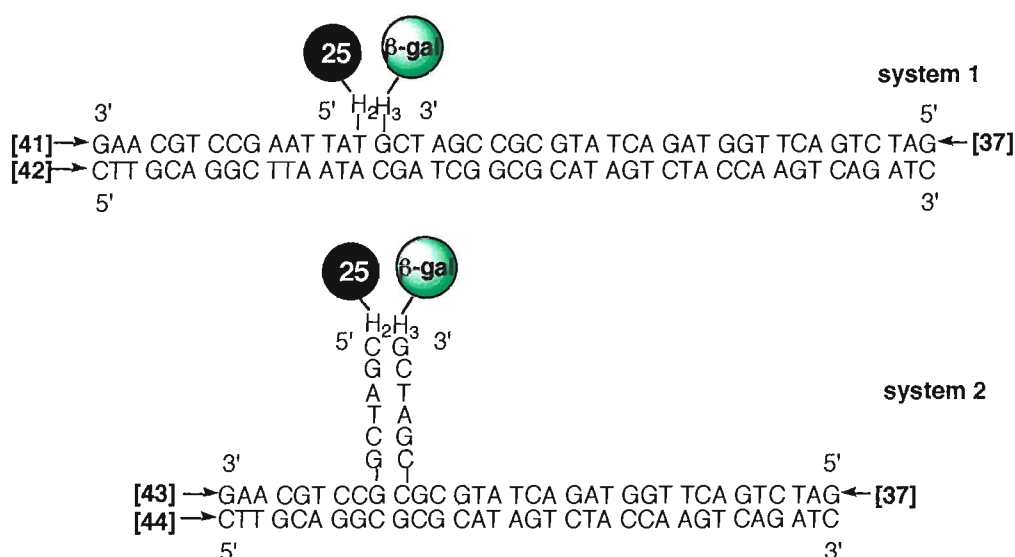 25 β-gal
system 1
5' H2 H3 3'
3' 5'
[41] GAA CGT CCG AAT TAT GCT AGC CGC GTA TCA GAT GGT TCA GTC TAG [37]
[42] CTT GCA GGC TTA ATA CGA TCG GCG CAT AGT CTA CCA AGT CAG ATC
5' 3'
25 β-gal
H2 H3
5' C G 3'
G C
A T
system 2
T A
C G
G C
3' 5'
[43] GAA CGT CCG CGC GTA TCA GAT GGT TCA GTC TAG [37]
[44] CTT GCA GGC GCG CAT AGT CTA CCA AGT CAG ATC
5' 3'